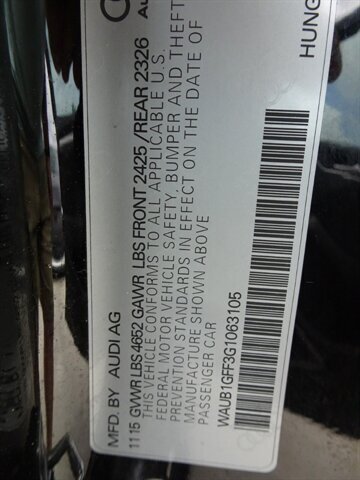 Au
MFD. BY AUDI AG
11 15 GVWR LBS 4652 GAWR LBS FRONT 2425 /REAR 2326
THIS VEHICLE CONFORMS TO ALL APPLICABLE U.S.
FEDERAL MOTOR VEHICLE SAFETY, BUMPER AND THEFT
PREVENTION STANDARDS IN EFFECT ON THE DATE OF
MANUFACTURE SHOWN ABOVE
PASSENGER CAR
WAUB1GFF3G1063105
HUNG